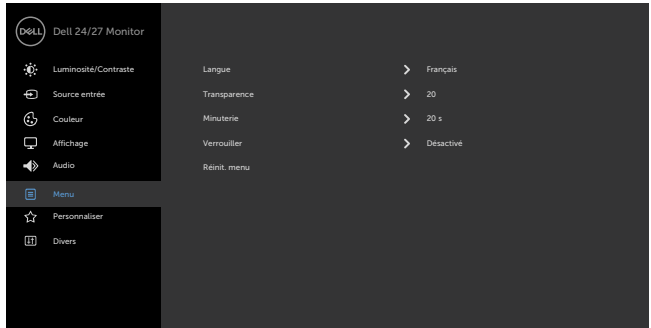 DELL Dell 24/27 Monitor
Luminosité/Contraste
Source entrée
Couleur
Affichage
Audio
Menu
Personnaliser
Divers
Langue Français
Transparence 20
Minuterie 20 s
Verrouiller Désactivé
Réinit. menu